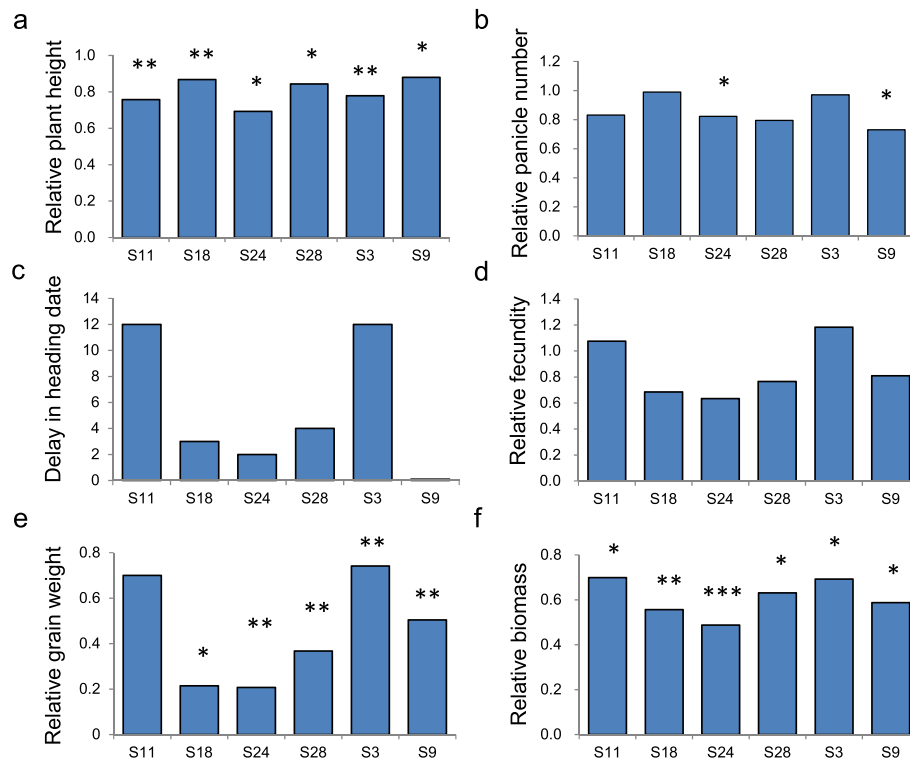 a
Relative plant height
1.0
0.8
0.6
0.4
0.2
0.0
** ** * * ** *
S11 S18 S24 S28 S3 S9
b
Relative panicle number
1.2
1.0
0.8
0.6
0.4
0.2
0.0
* *
S11 S18 S24 S28 S3 S9
c
Delay in heading date
14
12
10
8
6
4
2
0
S11 S18 S24 S28 S3 S9
d
Relative fecundity
1.4
1.2
1.0
0.8
0.6
0.4
0.2
0.0
S11 S18 S24 S28 S3 S9
e
Relative grain weight
0.8
0.6
0.4
0.2
0
* ** ** ** **
S11 S18 S24 S28 S3 S9
f
Relative biomass
0.8
0.6
0.4
0.2
0.0
* ** *** * * *
S11 S18 S24 S28 S3 S9